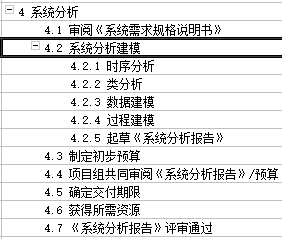 4 系统分析
4.1 审阅《系统需求规格说明书》
4.2 系统分析建模
4.2.1 时序分析
4.2.2 类分析
4.2.3 数据建模
4.2.4 过程建模
4.2.5 起草《系统分析报告》
4.3 制定初步预算
4.4 项目组共同审阅《系统分析报告》/预算
4.5 确定交付期限
4.6 获得所需资源
4.7 《系统分析报告》评审通过